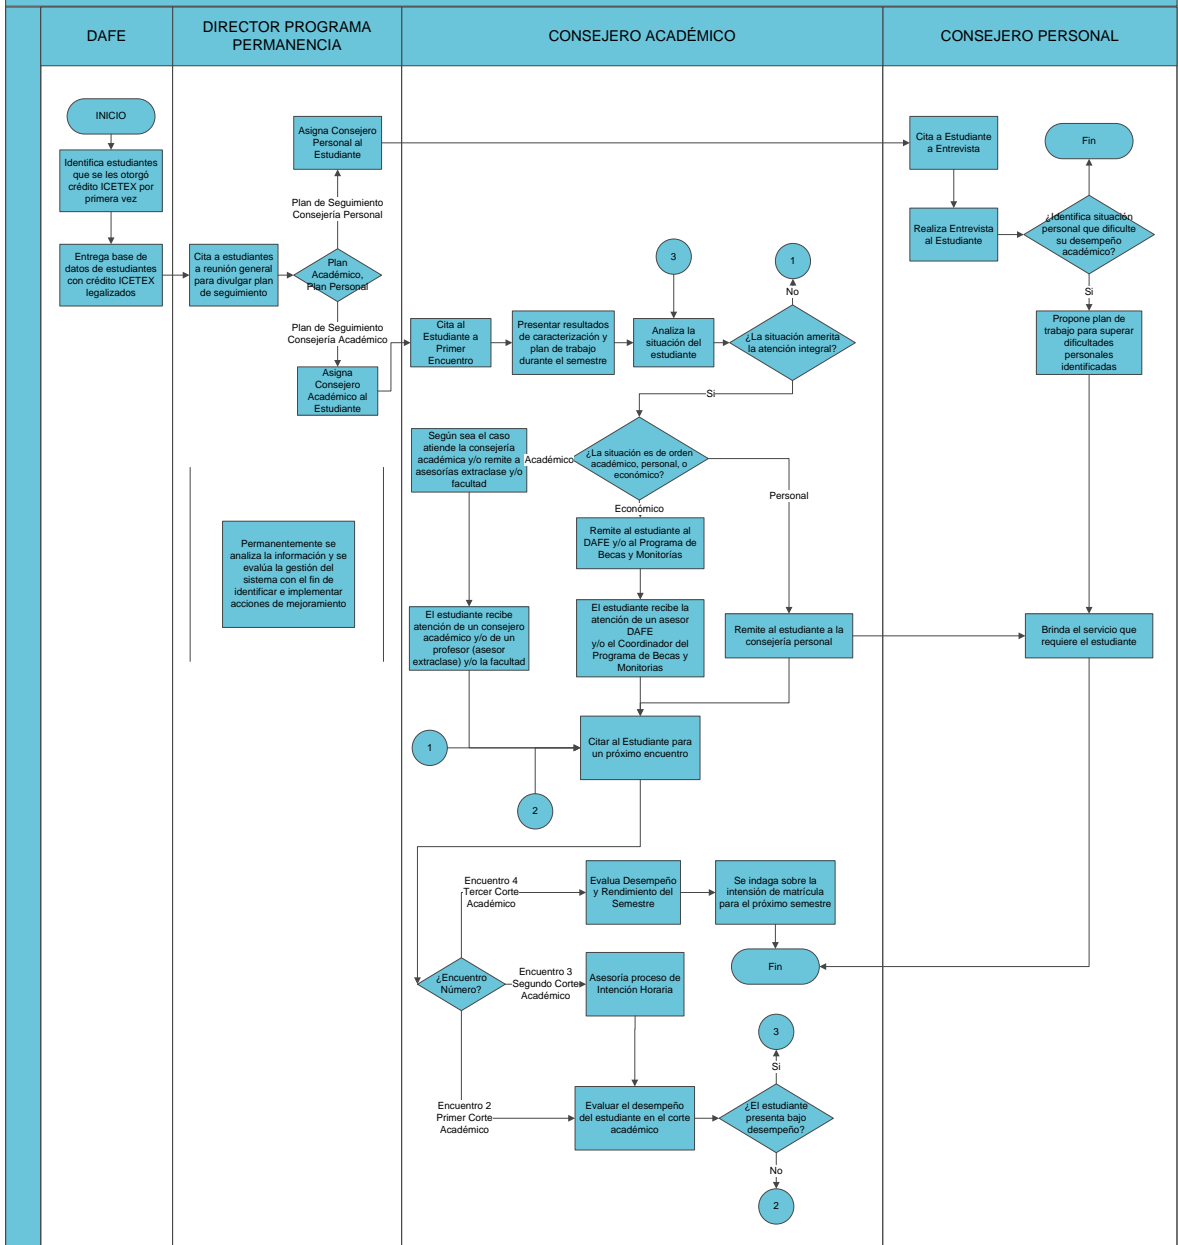 DAFE
DIRECTOR PROGRAMA
PERMANENCIA
CONSEJERO ACADÉMICO
CONSEJERO PERSONAL
INICIO
Identifica estudiantes
que se les otorgó
crédito ICETEX por
primera vez
Entrega base de
datos de estudiantes
con crédito ICETEX
legalizados
Asigna Consejero
Personal al
Estudiante
Plan de Seguimiento
Consejería Personal
Cita a estudiantes
a reunión general
para divulgar plan
de seguimiento
Plan
Académico,
Plan Personal
Plan de Seguimiento
Consejería Académico
Asigna
Consejero
Académico al
Estudiante
Permanentemente se
analiza la información y se
evalúa la gestión del
sistema con el fin de
identificar e implementar
acciones de mejoramiento
Cita al
Estudiante a
Primer
Encuentro
Presentar resultados
de caracterización y
plan de trabajo
durante el semestre
3
Analiza la
situación del
estudiante
1
No
¿La situación amerita
la atención integral?
Si
¿La situación es de orden
académico, personal, o
económico?
Académico
Según sea el caso
atiende la consejería
académica y/o remite a
asesorías extraclase y/o
facultad
Económico
Personal
Remite al estudiante al
DAFE y/o al Programa de
Becas y Monitorías
El estudiante recibe
atención de un consejero
académico y/o de un
profesor (asesor
extraclase) y/o la facultad
El estudiante recibe la
atención de un asesor
DAFE
y/o el Coordinador del
Programa de Becas y
Monitorias
Remite al estudiante a la
consejería personal
1
Citar al Estudiante para
un próximo encuentro
2
Encuentro 4
Tercer Corte
Académico
Evalua Desempeño
y Rendimiento del
Semestre
Se indaga sobre la
intensión de matrícula
para el próximo semestre
Fin
¿Encuentro
Número?
Encuentro 3
Segundo Corte
Académico
Asesoría proceso de
Intención Horaria
3
Si
Encuentro 2
Primer Corte
Académico
Evaluar el desempeño
del estudiante en el corte
académico
¿El estudiante
presenta bajo
desempeño?
No
2
Cita a Estudiante
a Entrevista
Fin
Realiza Entrevista
al Estudiante
¿Identifica situación
personal que dificulte
su desempeño
académico?
Si
Propone plan de
trabajo para superar
dificultades
personales
identificadas
Brinda el servicio que
requiere el estudiante